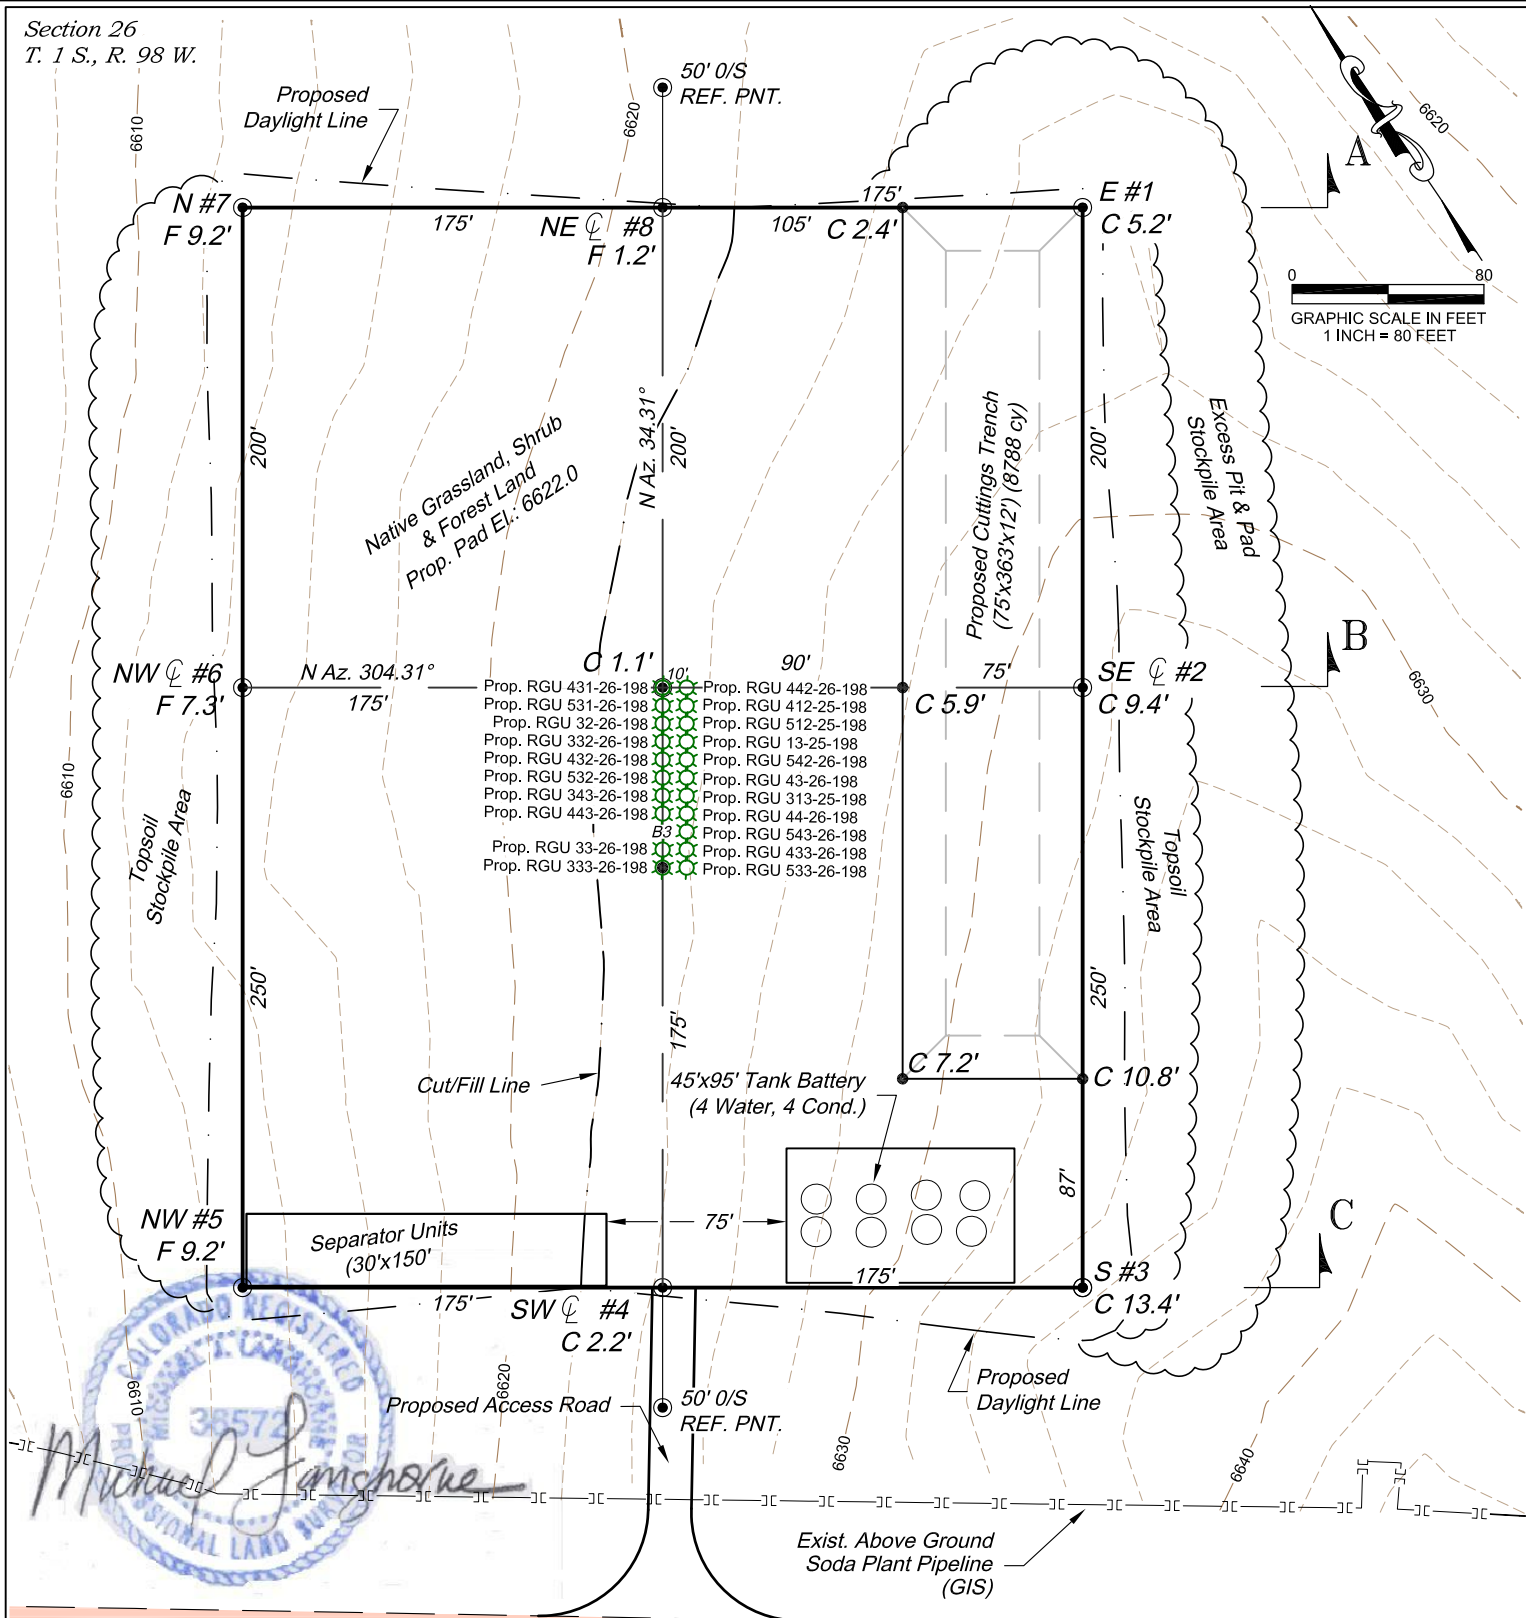 Section 26
T. 1 S., R. 98 W.
Proposed
Daylight Line
50' 0/S
REF. PNT.
6610
6620
6620
A
N #7
F 9.2'
175'
NE ℄ #8
F 1.2'
105'
175'
C 2.4'
E #1
C 5.2'
0 80
GRAPHIC SCALE IN FEET
1 INCH = 80 FEET
200'
Native Grassland, Shrub
& Forest Land
Prop. Pad El.: 6622.0
N Az. 34.31°
200'
Proposed Cuttings Trench
(75'x363'x12') (8788 cy)
200'
Excess Pit & Pad
Stockpile Area
B
NW ℄ #6
F 7.3'
N Az. 304.31°
175'
C 1.1'
10'
90'
75'
C 5.9'
SE ℄ #2
C 9.4'
6630
6610
Prop. RGU 431-26-198
Prop. RGU 531-26-198
Prop. RGU 32-26-198
Prop. RGU 332-26-198
Prop. RGU 432-26-198
Prop. RGU 532-26-198
Prop. RGU 343-26-198
Prop. RGU 443-26-198
B3
Prop. RGU 33-26-198
Prop. RGU 333-26-198
Prop. RGU 442-26-198
Prop. RGU 412-25-198
Prop. RGU 512-25-198
Prop. RGU 13-25-198
Prop. RGU 542-26-198
Prop. RGU 43-26-198
Prop. RGU 313-25-198
Prop. RGU 44-26-198
Prop. RGU 543-26-198
Prop. RGU 433-26-198
Prop. RGU 533-26-198
Topsoil
Stockpile Area
Topsoil
Stockpile Area
250'
175'
250'
Cut/Fill Line
45'x95' Tank Battery
(4 Water, 4 Cond.)
C 7.2'
C 10.8'
87'
NW #5
F 9.2'
Separator Units
(30'x150'
75'
175'
C
S #3
C 13.4'
175'
SW ℄ #4
C 2.2'
COLORADO REGISTERED
MICHAEL J. LANGHORNE
38572
PROFESSIONAL LAND SURVEYOR
Michael Langhorne
6610
6620
Proposed Access Road
50' 0/S
REF. PNT.
Proposed
Daylight Line
6630
6640
Exist. Above Ground
Soda Plant Pipeline
(GIS)